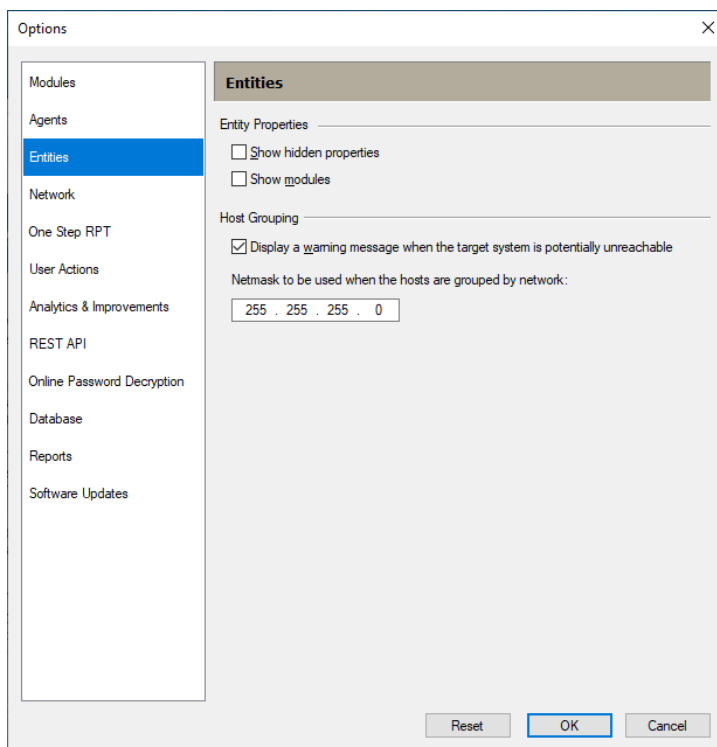 Options
Modules
Agents
Entities
Network
One Step RPT
User Actions
Analytics & Improvements
REST API
Online Password Decryption
Database
Reports
Software Updates
Entities
Entity Properties
Show hidden properties
Show modules
Host Grouping
Display a warning message when the target system is potentially unreachable
Netmask to be used when the hosts are grouped by network:
255 . 255 . 255 . 0
Reset
OK
Cancel